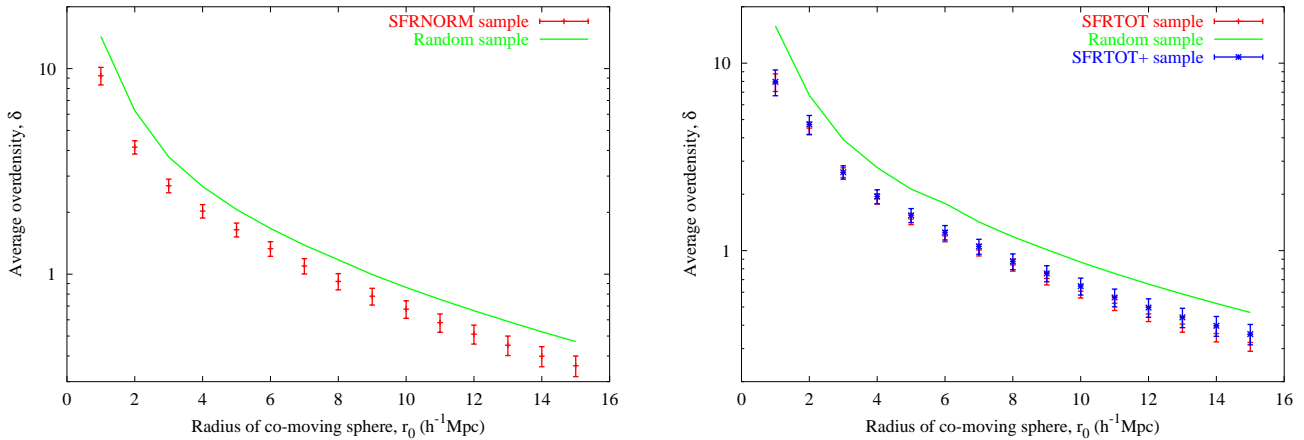 SFRNORM sample
Random sample
10
1
Average overdensity, δ
0 2 4 6 8 10 12 14 16
Radius of co-moving sphere, r₀ (h⁻¹Mpc)
SFRTOT sample
Random sample
SFRTOT+ sample
10
1
Average overdensity, δ
0 2 4 6 8 10 12 14 16
Radius of co-moving sphere, r₀ (h⁻¹Mpc)